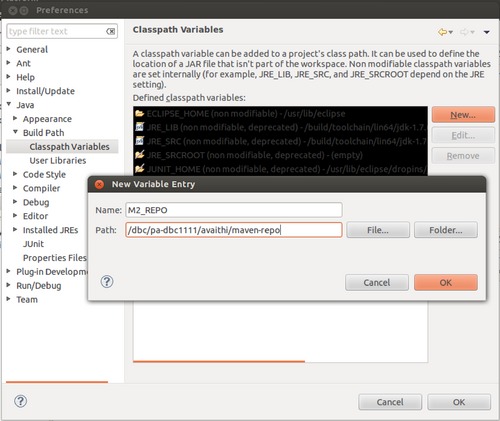 Preferences
type filter text
General
Ant
Help
Install/Update
Java
Appearance
Build Path
Classpath Variables
User Libraries
Code Style
Compiler
Debug
Editor
Installed JREs
JUnit
Properties Files
Plug-in Developm
Run/Debug
Team
Classpath Variables
A classpath variable can be added to a project's class path. It can be used to define the
location of a JAR file that isn't part of the workspace. Non modifiable classpath variables
are set internally (for example, JRE_LIB, JRE_SRC, and JRE_SRCROOT depend on the JRE
setting).
Defined classpath variables:
ECLIPSE_HOME (non modifiable) - /usr/lib/eclipse
JRE_LIB (non modifiable, deprecated) - /build/toolchain/lin64/jdk-1.7.
JRE_SRC (non modifiable, deprecated) - /build/toolchain/lin64/jdk-1.7.
JRE_SRCROOT (non modifiable, deprecated) - (empty)
JUNIT_HOME (non modifiable, deprecated) - /usr/lib/eclipse/dropins/
New...
Edit...
Remove
New Variable Entry
Name: M2_REPO
Path: /dbc/pa-dbc1111/avaithi/maven-repo
File...
Folder...
Cancel
OK
Cancel
OK